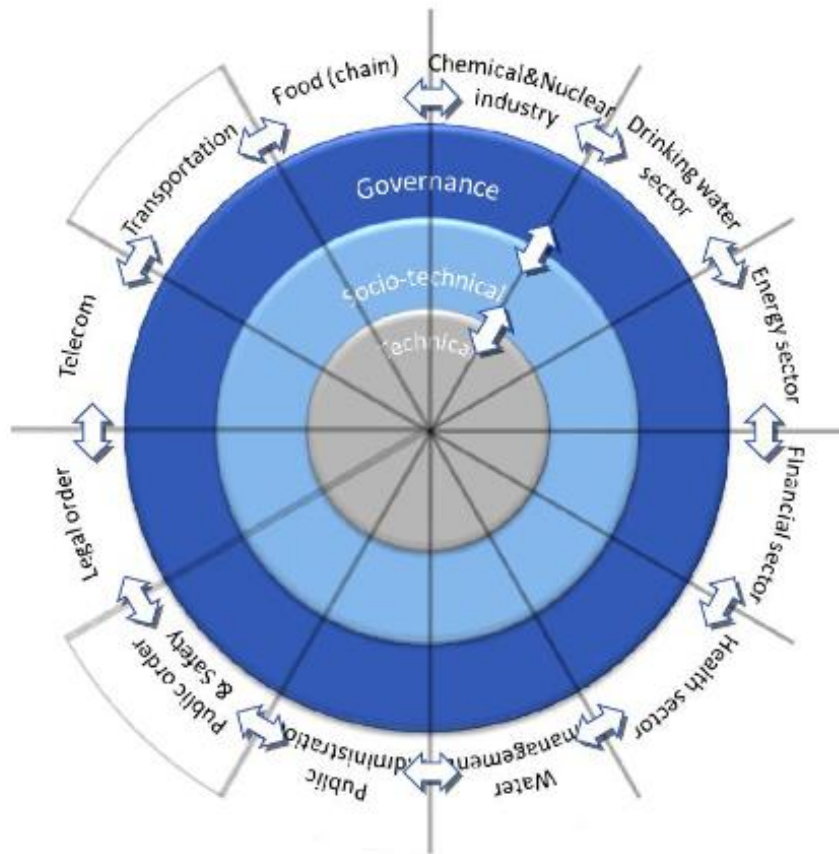 Food (chain)
Chemical&Nuclear
industry
Drinking water
sector
Energy sector
Financial sector
Health sector
Water
management
Public
administration
Public order
& Safety
Legal order
Telecom
Transportation
Governance
Socio-technical
Technical